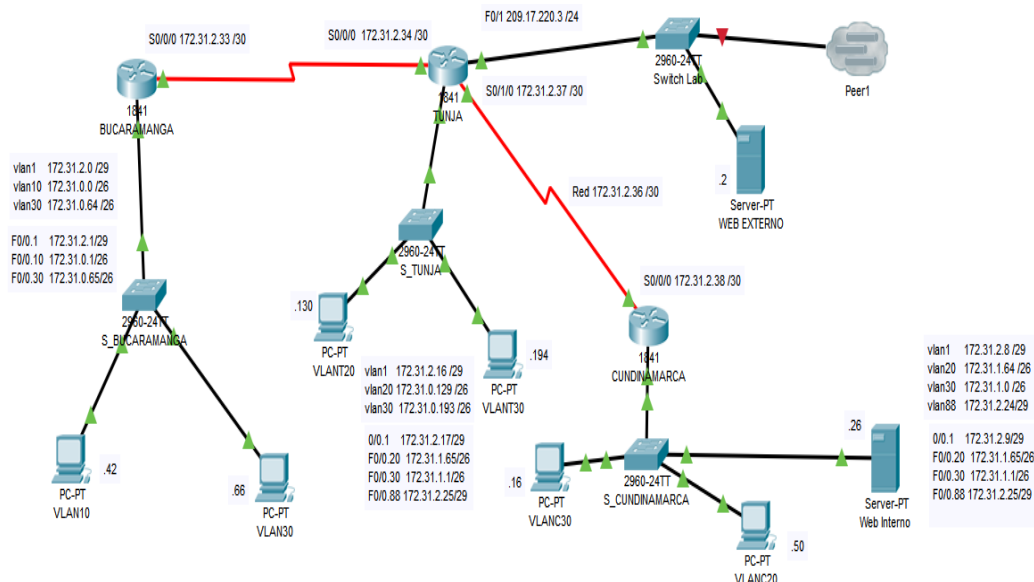 F0/1 209.17.220.3 /24
S0/0/0 172.31.2.33 /30
S0/0/0 172.31.2.34 /30
2960-24TT
Switch Lab
Peer1
1841
BUCARAMANGA
1841
TUNJA
S0/1/0 172.31.2.37 /30
vlan1 172.31.2.0 /29
vlan10 172.31.0.0 /26
vlan30 172.31.0.64 /26
F0/0.1 172.31.2.1/29
F0/0.10 172.31.0.1/26
F0/0.30 172.31.0.65/26
.2
Server-PT
WEB EXTERNO
Red 172.31.2.36 /30
2960-24TT
S_TUNJA
2960-24TT
S_BUCARAMANGA
S0/0/0 172.31.2.38 /30
.130
PC-PT
VLANT20
.194
PC-PT
VLANT30
1841
CUNDINAMARCA
vlan1 172.31.2.16 /29
vlan20 172.31.0.129 /26
vlan30 172.31.0.193 /26
0/0.1 172.31.2.17/29
F0/0.20 172.31.1.65/26
F0/0.30 172.31.1.1/26
F0/0.88 172.31.2.25/29
vlan1 172.31.2.8 /29
vlan20 172.31.1.64 /26
vlan30 172.31.1.0 /26
vlan88 172.31.2.24/29
0/0.1 172.31.2.9/29
F0/0.20 172.31.1.65/26
F0/0.30 172.31.1.1/26
F0/0.88 172.31.2.25/29
.42
PC-PT
VLAN10
.66
PC-PT
VLAN30
.16
PC-PT
VLANC30
2960-24TT
S_CUNDINAMARCA
.26
Server-PT
Web Interno
.50
PC-PT
VLANC20